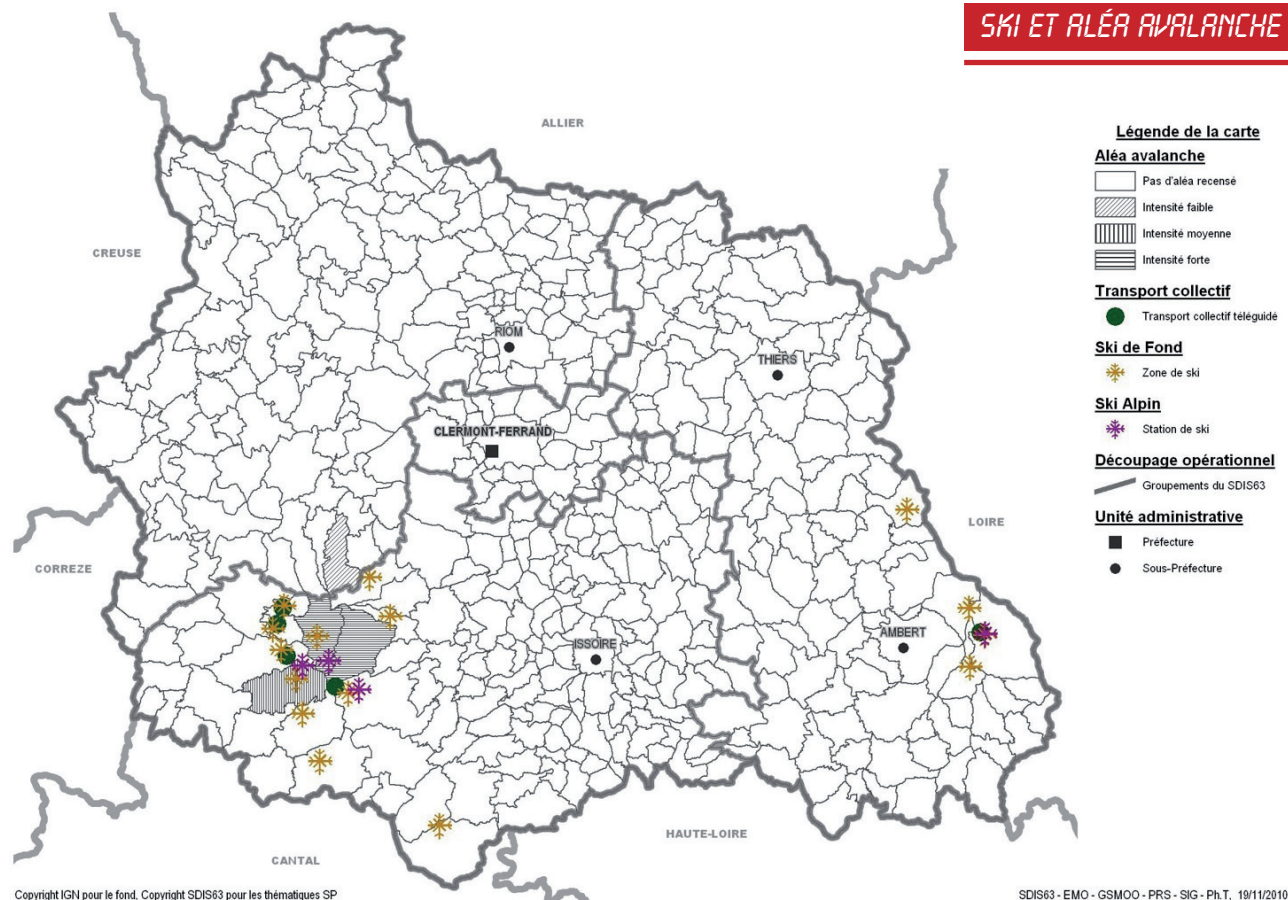 SKI ET ALÉA AVALANCHE
ALLIER
CREUSE
RIOM
THIERS
CLERMONT-FERRAND
LOIRE
CORREZE
AMBERT
ISSOIRE
HAUTE-LOIRE
CANTAL
Légende de la carte
Aléa avalanche
Pas d'aléa recensé
Intensité faible
Intensité moyenne
Intensité forte
Transport collectif
Transport collectif téléguidé
Ski de Fond
Zone de ski
Ski Alpin
Station de ski
Découpage opérationnel
Groupements du SDIS63
Unité administrative
Préfecture
Sous-Préfecture
Copyright IGN pour le fond, Copyright SDIS63 pour les thématiques SP
SDIS63 - EMO - GSMOO - PRS - SIG - Ph.T, 19/11/2010